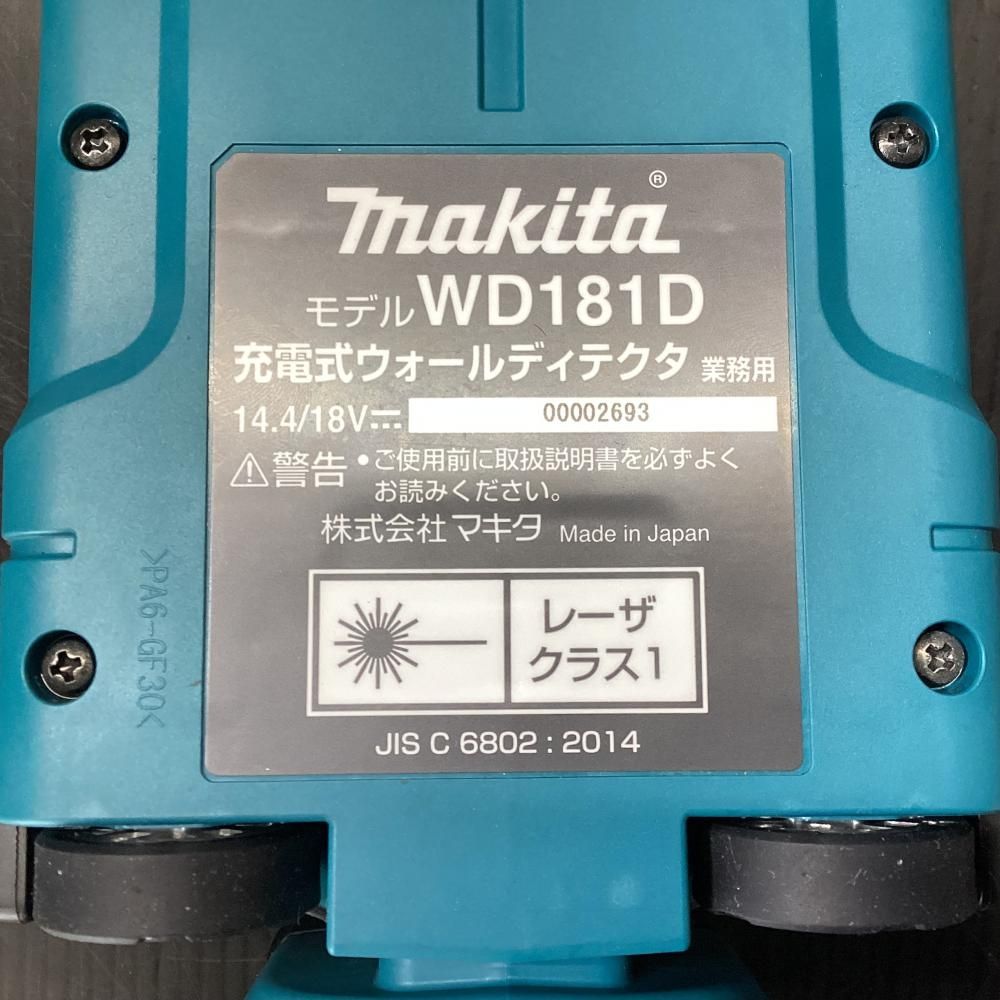 makita®
モデル WD181D
充電式ウォールディテクタ 業務用
14.4/18V⎓ 00002693
⚠警告 •ご使用前に取扱説明書を必ずよく
お読みください。
株式会社マキタ Made in Japan
レーザ
クラス1
JIS C 6802 : 2014
>PA6-GF30<